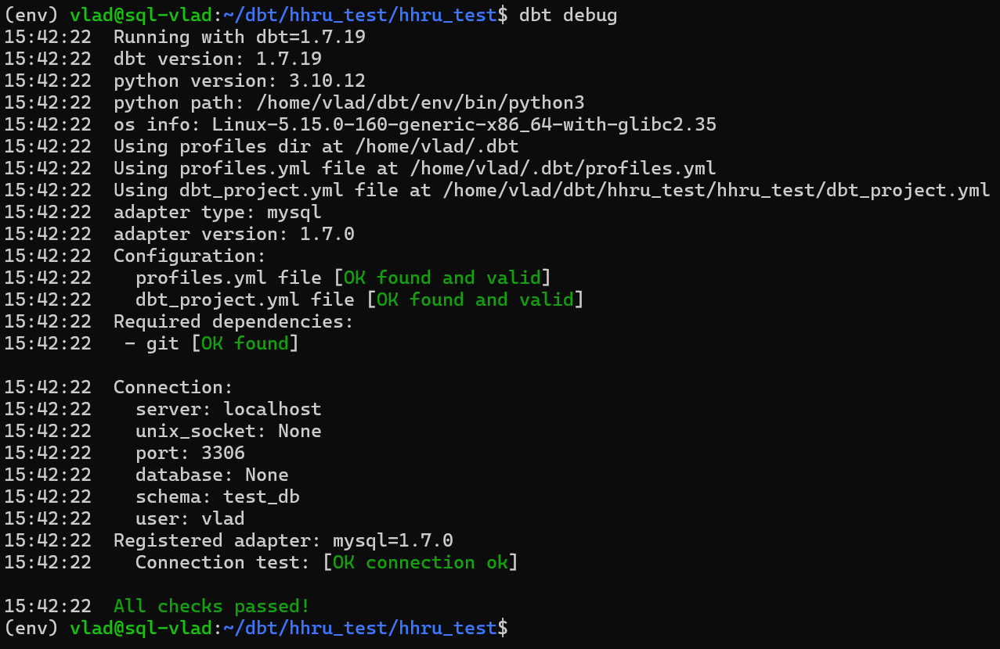 (env) vlad@sql-vlad:~/dbt/hhru_test/hhru_test$ dbt debug
15:42:22  Running with dbt=1.7.19
15:42:22  dbt version: 1.7.19
15:42:22  python version: 3.10.12
15:42:22  python path: /home/vlad/dbt/env/bin/python3
15:42:22  os info: Linux-5.15.0-160-generic-x86_64-with-glibc2.35
15:42:22  Using profiles dir at /home/vlad/.dbt
15:42:22  Using profiles.yml file at /home/vlad/.dbt/profiles.yml
15:42:22  Using dbt_project.yml file at /home/vlad/dbt/hhru_test/hhru_test/dbt_project.yml
15:42:22  adapter type: mysql
15:42:22  adapter version: 1.7.0
15:42:22  Configuration:
15:42:22    profiles.yml file [OK found and valid]
15:42:22    dbt_project.yml file [OK found and valid]
15:42:22  Required dependencies:
15:42:22   - git [OK found]
15:42:22  Connection:
15:42:22    server: localhost
15:42:22    unix_socket: None
15:42:22    port: 3306
15:42:22    database: None
15:42:22    schema: test_db
15:42:22    user: vlad
15:42:22  Registered adapter: mysql=1.7.0
15:42:22    Connection test: [OK connection ok]
15:42:22  All checks passed!
(env) vlad@sql-vlad:~/dbt/hhru_test/hhru_test$